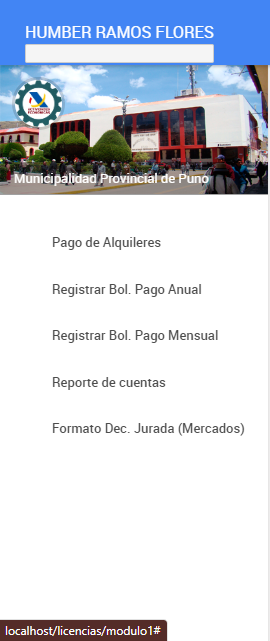 HUMBER RAMOS FLORES
Municipalidad Provincial de Puno
Pago de Alquileres
Registrar Bol. Pago Anual
Registrar Bol. Pago Mensual
Reporte de cuentas
Formato Dec. Jurada (Mercados)
localhost/licencias/modulo1#